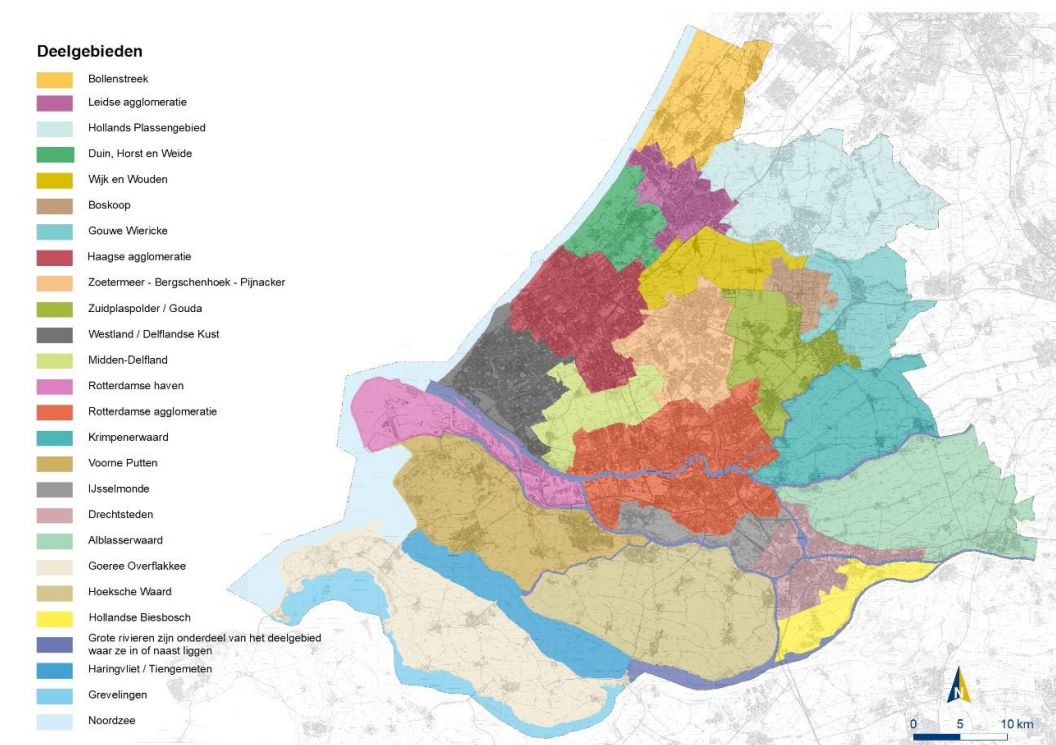 Deelgebieden
Bollenstreek
Leidse agglomeratie
Hollands Plassengebied
Duin, Horst en Weide
Wijk en Wouden
Boskoop
Gouwe Wiericke
Haagse agglomeratie
Zoetermeer - Bergschenhoek - Pijnacker
Zuidplaspolder / Gouda
Westland / Delflandse Kust
Midden-Delfland
Rotterdamse haven
Rotterdamse agglomeratie
Krimpenerwaard
Voorne Putten
IJsselmonde
Drechtsteden
Alblasserwaard
Goeree Overflakkee
Hoeksche Waard
Hollandse Biesbosch
Grote rivieren zijn onderdeel van het deelgebied
waar ze in of naast liggen
Haringvliet / Tiengemeten
Grevelingen
Noordzee
N
0 5 10 km